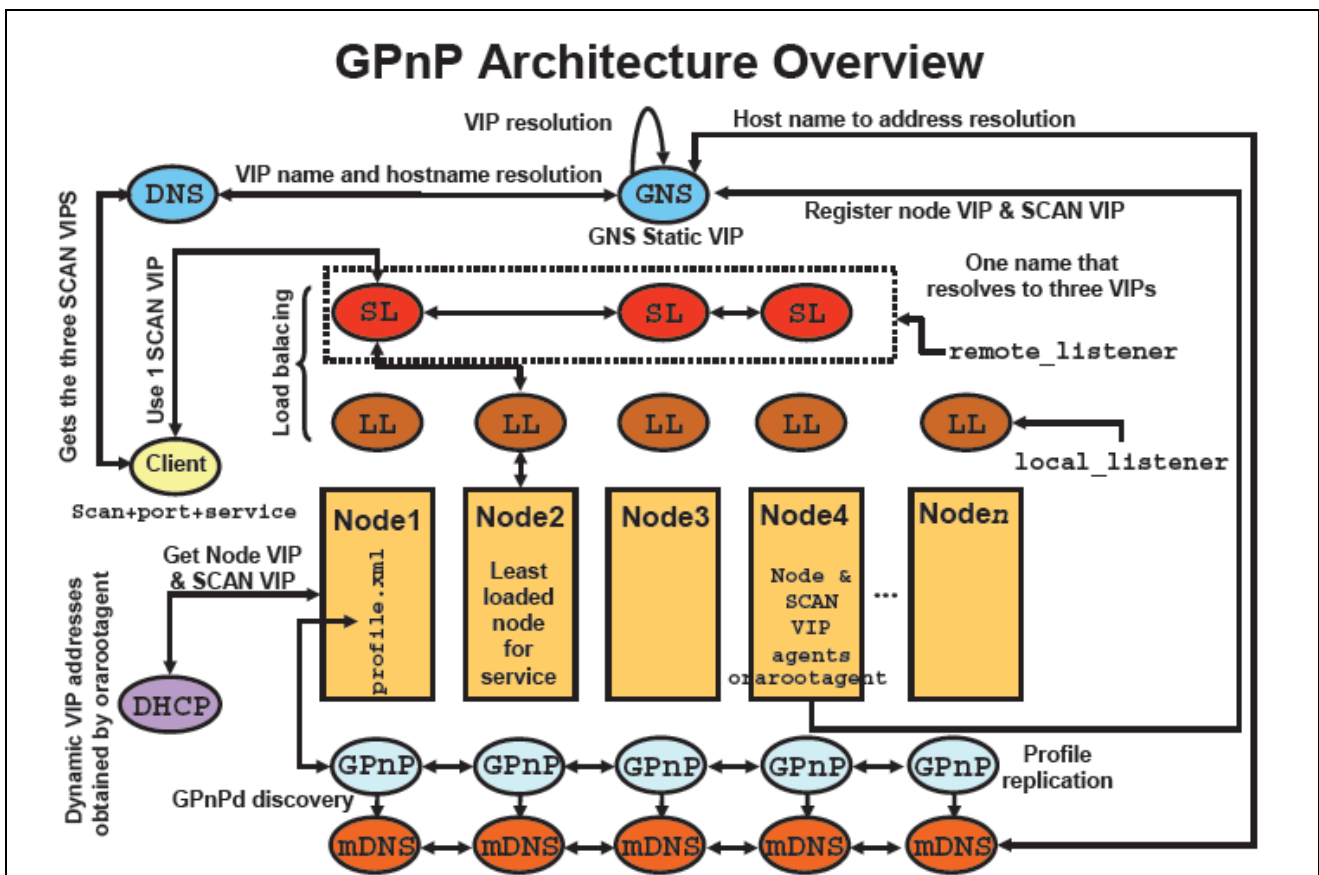 GPnP Architecture Overview
VIP resolution
Host name to address resolution
DNS
VIP name and hostname resolution
GNS
Register node VIP & SCAN VIP
GNS Static VIP
Gets the three SCAN VIPS
Use 1 SCAN VIP
Load balacing
SL
SL
SL
One name that
resolves to three VIPs
remote_listener
LL
LL
LL
LL
LL
local_listener
Client
Scan+port+service
Node1
Node2
Node3
Node4
Noden
profile.xml
Least
loaded
node
for
service
Node &
SCAN
VIP
agents
orarootagent
...
Get Node VIP
& SCAN VIP
DHCP
Dynamic VIP addresses
obtained by orarootagent
GPnP
GPnP
GPnP
GPnP
GPnP
Profile
replication
GPnPd discovery
mDNS
mDNS
mDNS
mDNS
mDNS